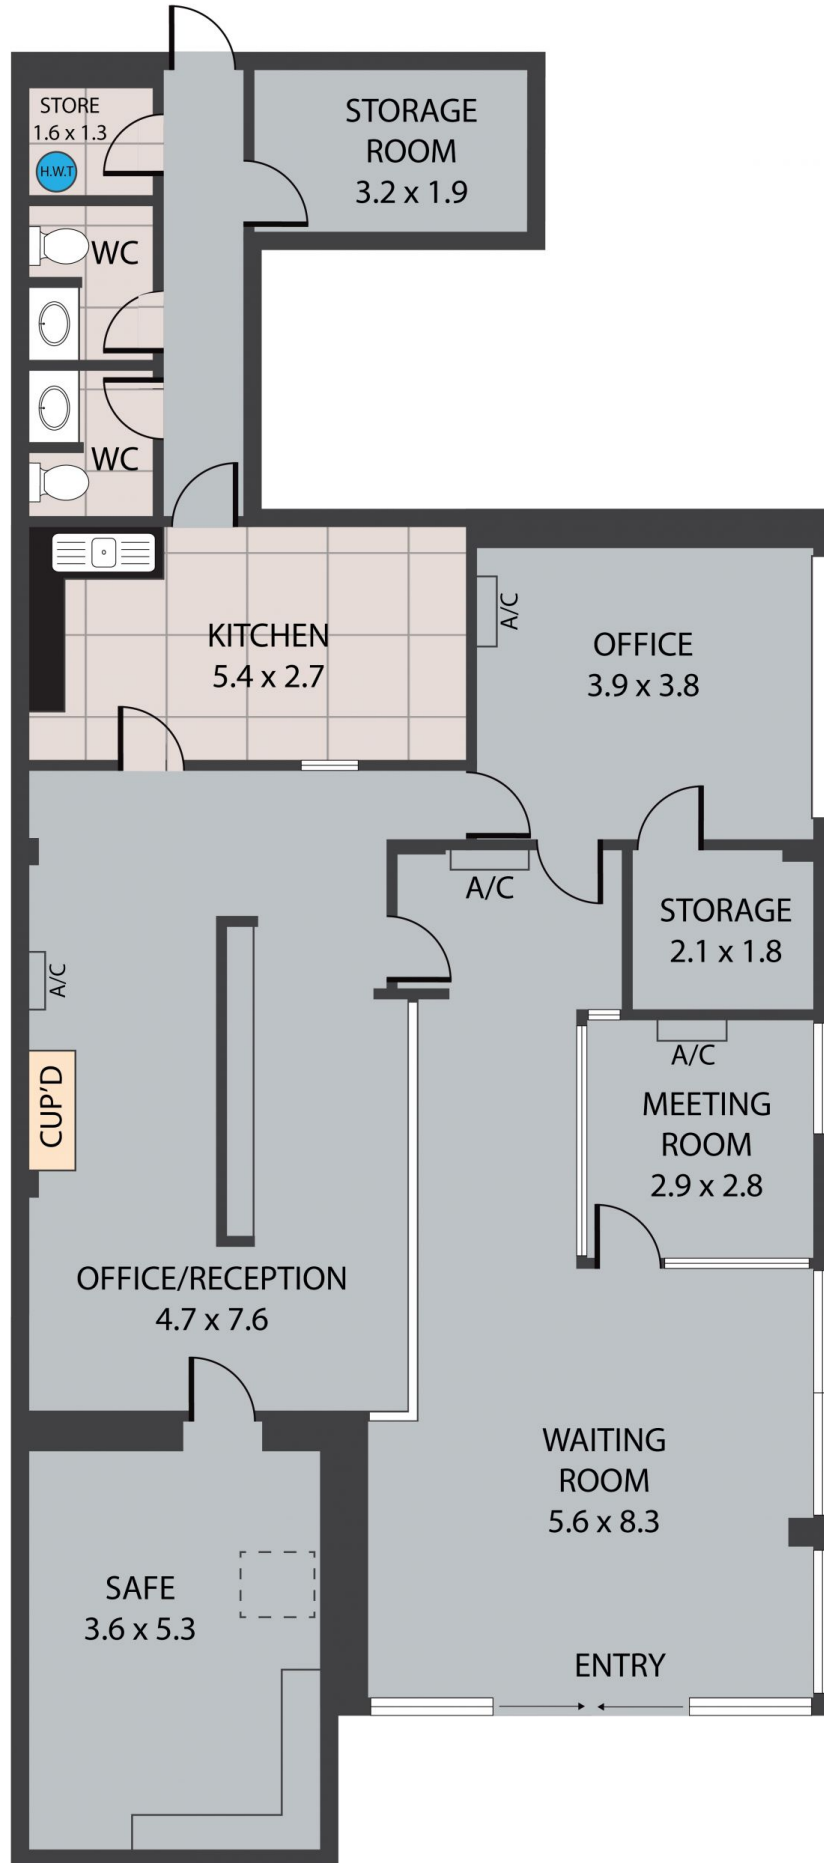 STORE
1.6 x 1.3
H.W.T
STORAGE
ROOM
3.2 x 1.9
WC
WC
KITCHEN
5.4 x 2.7
A/C
OFFICE
3.9 x 3.8
A/C
STORAGE
2.1 x 1.8
A/C
CUP'D
A/C
MEETING
ROOM
2.9 x 2.8
OFFICE/RECEPTION
4.7 x 7.6
WAITING
ROOM
5.6 x 8.3
SAFE
3.6 x 5.3
ENTRY